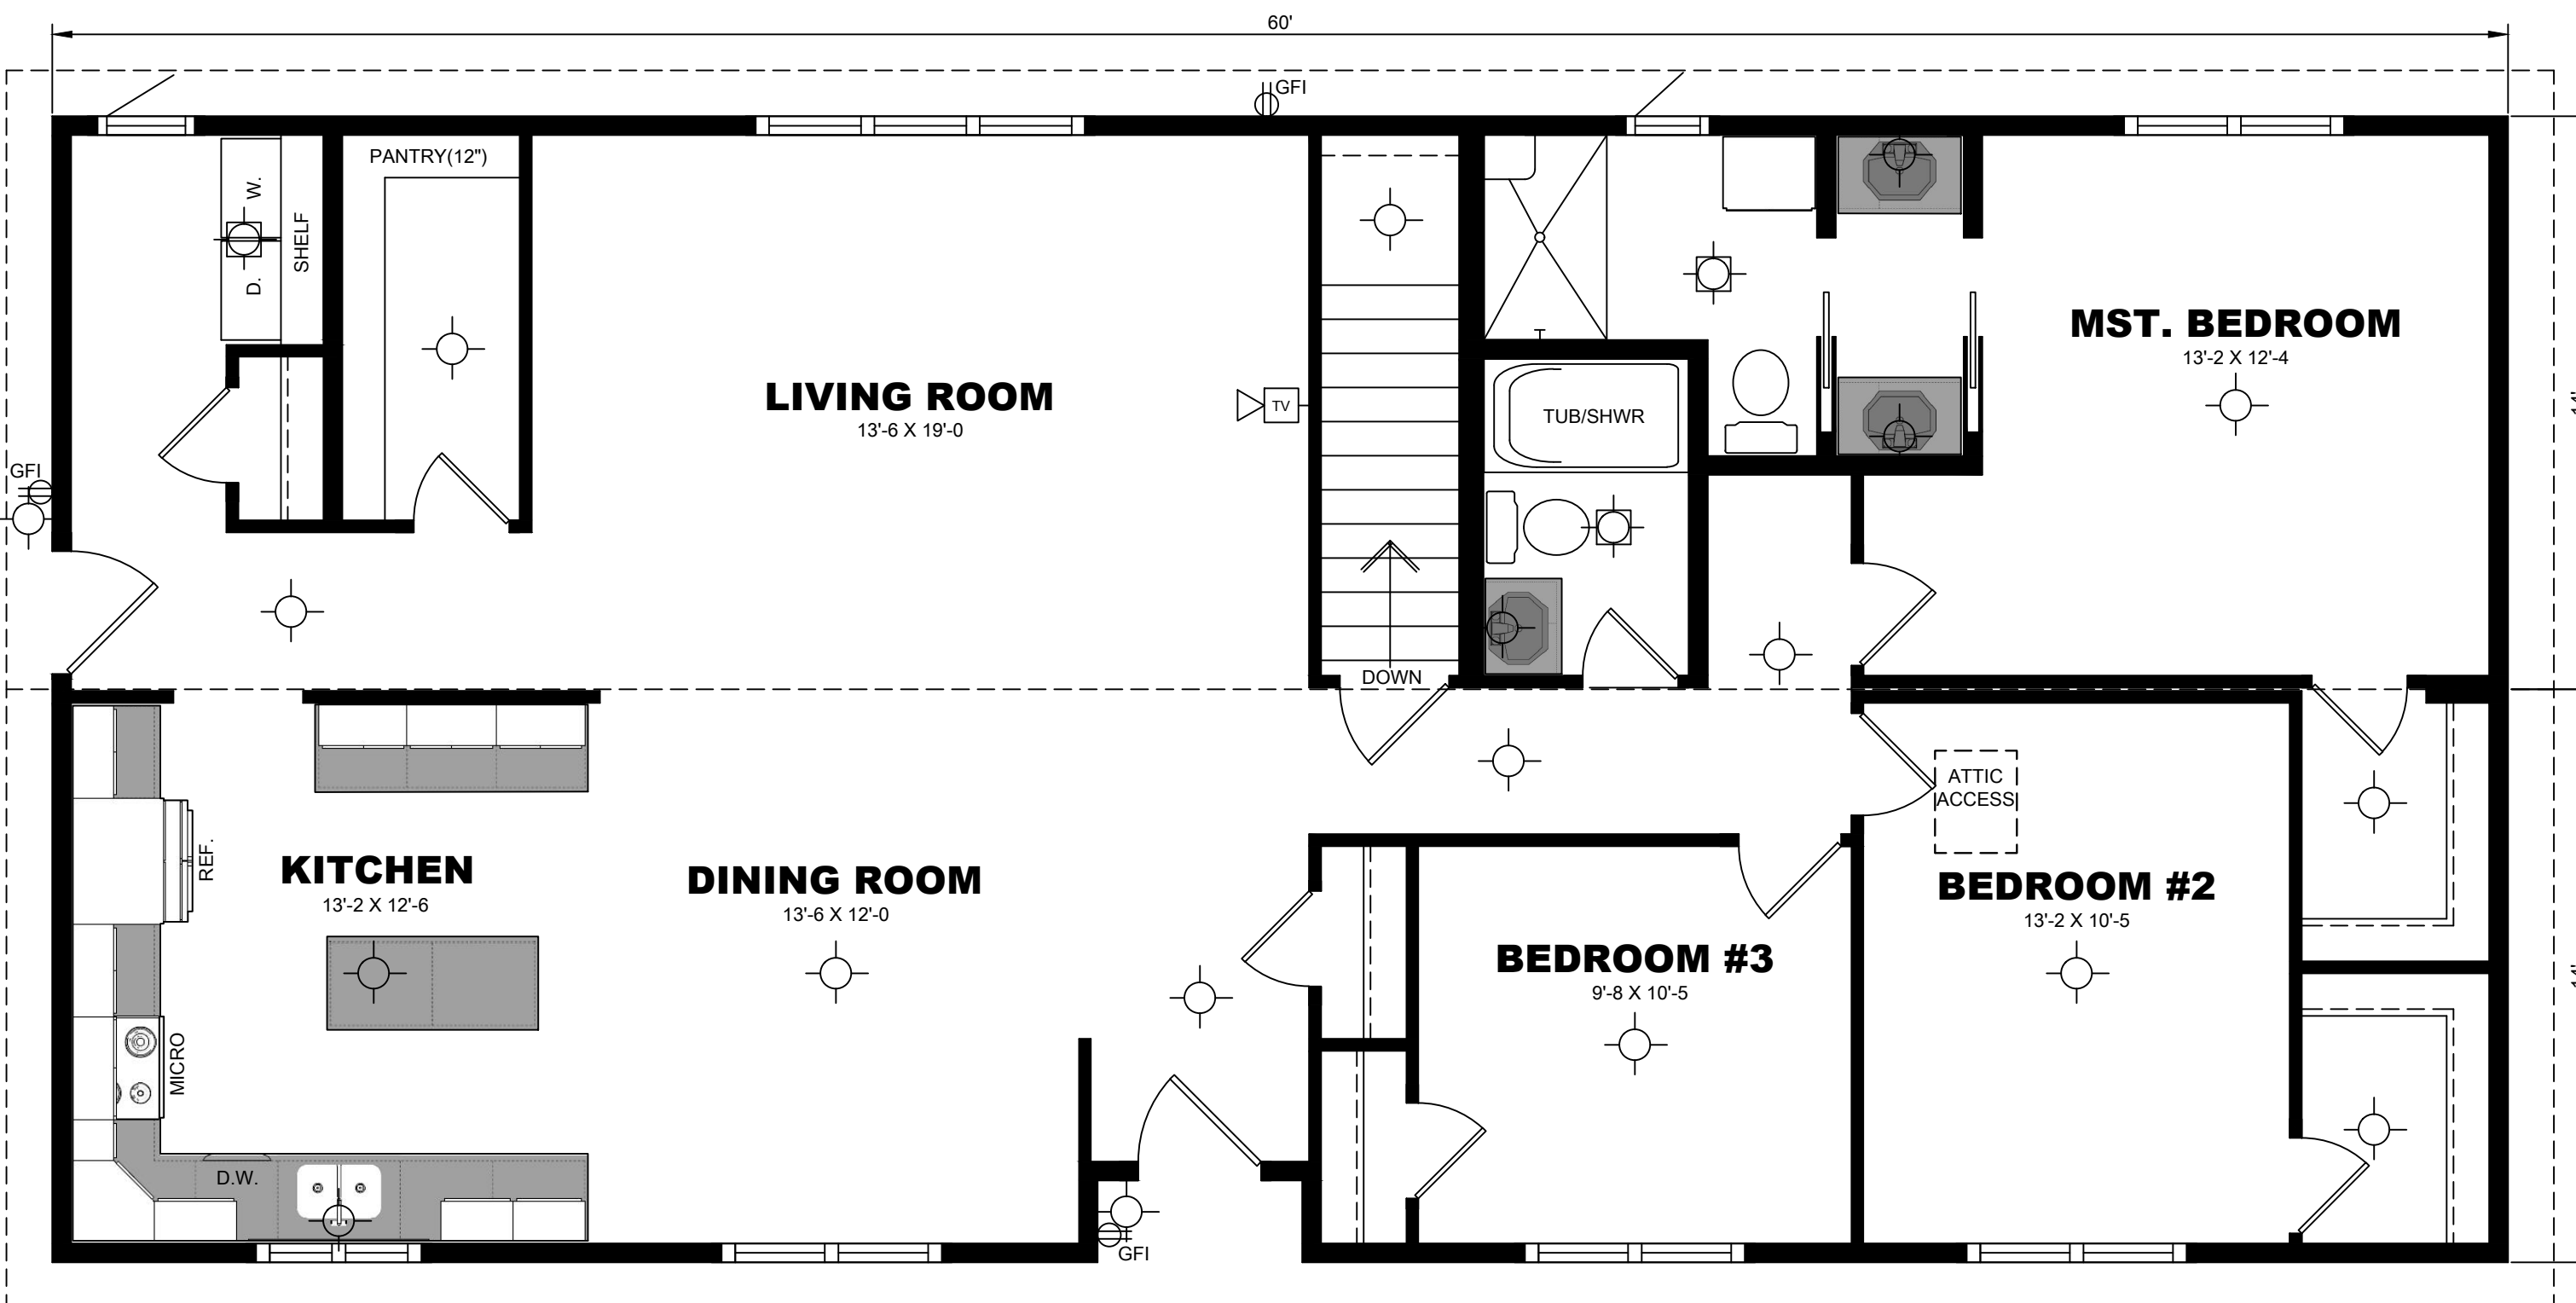 60'
GFI
PANTRY(12")
W.
D.
SHELF
LIVING ROOM
13'-6 X 19'-0
TV
TUB/SHWR
MST. BEDROOM
13'-2 X 12'-4
GFI
DOWN
ATTIC
ACCESS
REF.
KITCHEN
13'-2 X 12'-6
DINING ROOM
13'-6 X 12'-0
BEDROOM #2
13'-2 X 10'-5
BEDROOM #3
9'-8 X 10'-5
MICRO
D.W.
GFI